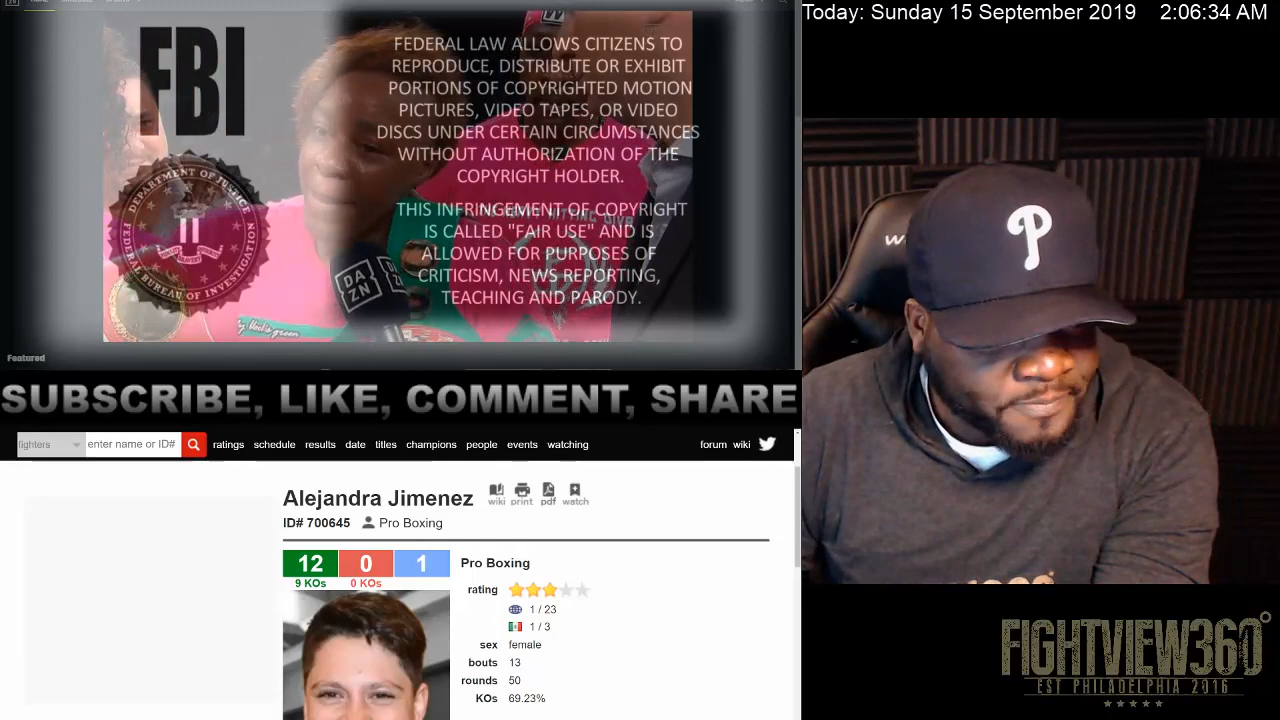 Today: Sunday 15 September 2019 2:06:34 AM
FBI
DEPARTMENT OF JUSTICE
FEDERAL BUREAU OF INVESTIGATION
FEDERAL LAW ALLOWS CITIZENS TO
REPRODUCE, DISTRIBUTE OR EXHIBIT
PORTIONS OF COPYRIGHTED MOTION
PICTURES, VIDEO TAPES, OR VIDEO
DISCS UNDER CERTAIN CIRCUMSTANCES
WITHOUT AUTHORIZATION OF THE
COPYRIGHT HOLDER.
THIS INFRINGEMENT OF COPYRIGHT
IS CALLED "FAIR USE" AND IS
ALLOWED FOR PURPOSES OF
CRITICISM, NEWS REPORTING,
TEACHING AND PARODY.
DA
ZN
Featured
SUBSCRIBE, LIKE, COMMENT, SHARE
fighters enter name or ID# ratings schedule results date titles champions people events watching forum wiki
Alejandra Jimenez wiki print pdf watch
ID# 700645 Pro Boxing
12 0 1
9 KOs 0 KOs
Pro Boxing
rating
1 / 23
1 / 3
sex female
bouts 13
rounds 50
KOs 69.23%
P
FIGHTVIEW360°
EST PHILADELPHIA 2016